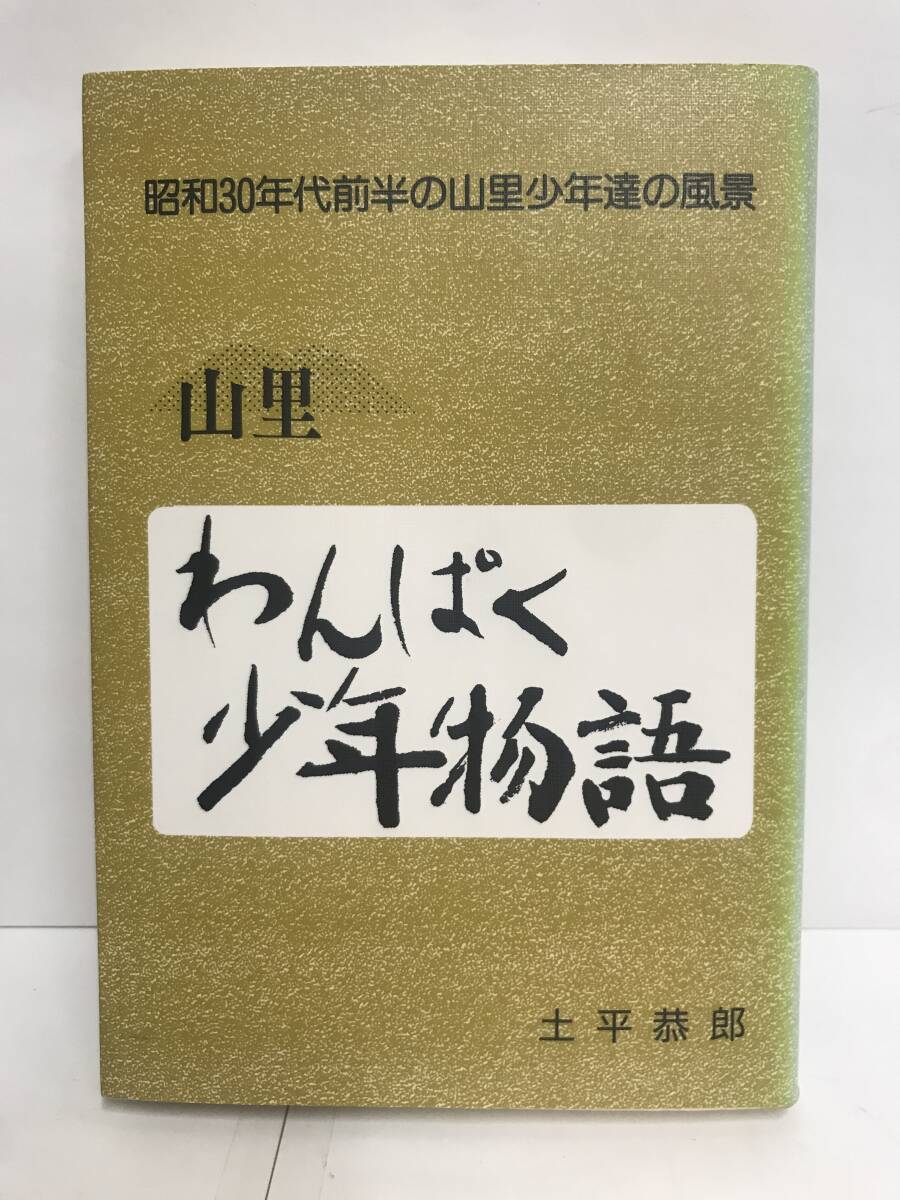 昭和30年代前半の山里少年達の風景
山里
わんぱく
少年物語
土平恭郎